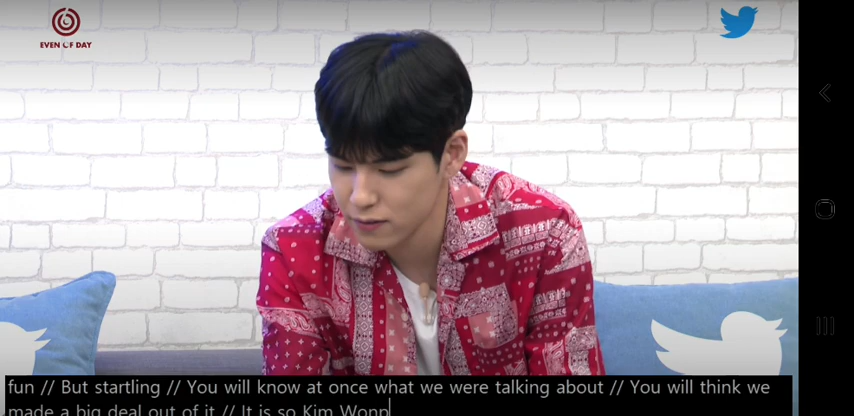 EVEN OF DAY
fun // But startling // You will know at once what we were talking about // You will think we
made a big deal out of it // It is so Kim Wonp